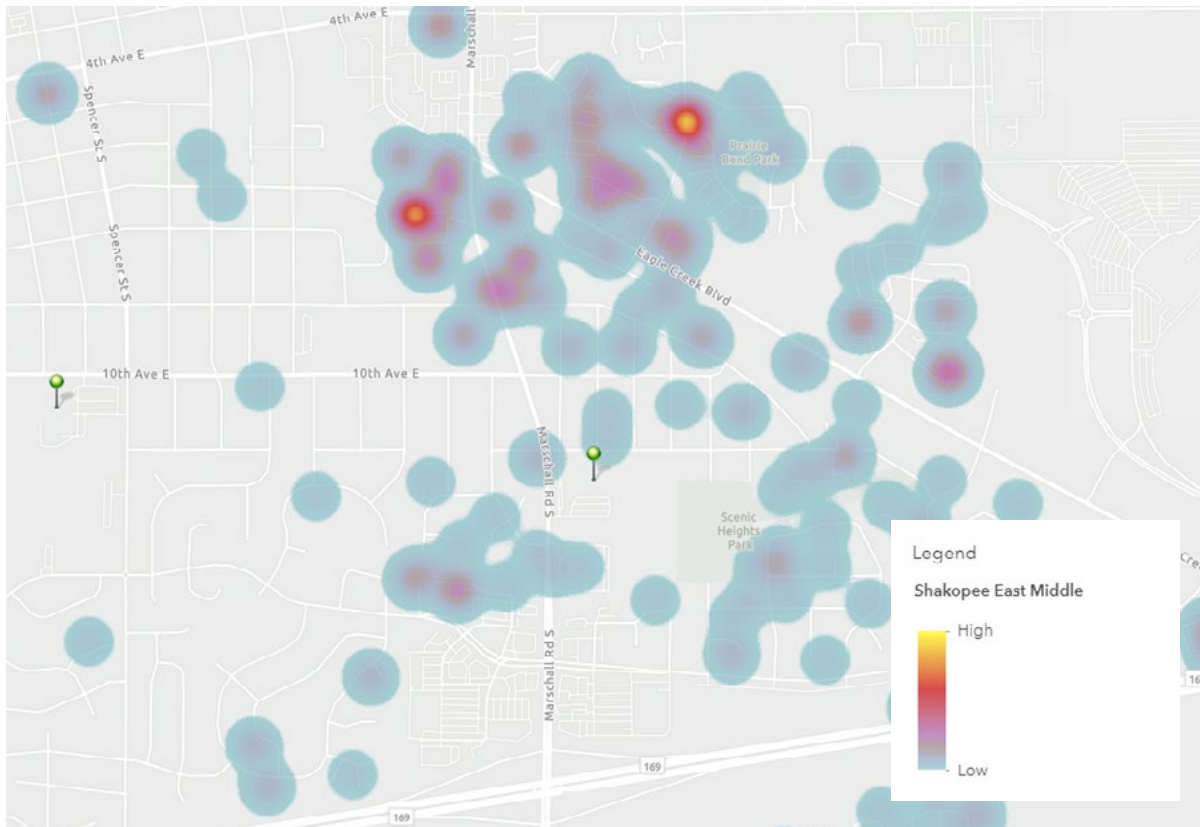 4th Ave E
Marschall
4th Ave E
Spencer St S
Prairie
Bend Park
Spencer St S
Eagle Creek Blvd
10th Ave E
10th Ave E
Marschall Rd S
Scenic
Heights
Park
Legend
Shakopee East Middle
High
Low
Marschall Rd S
169
169